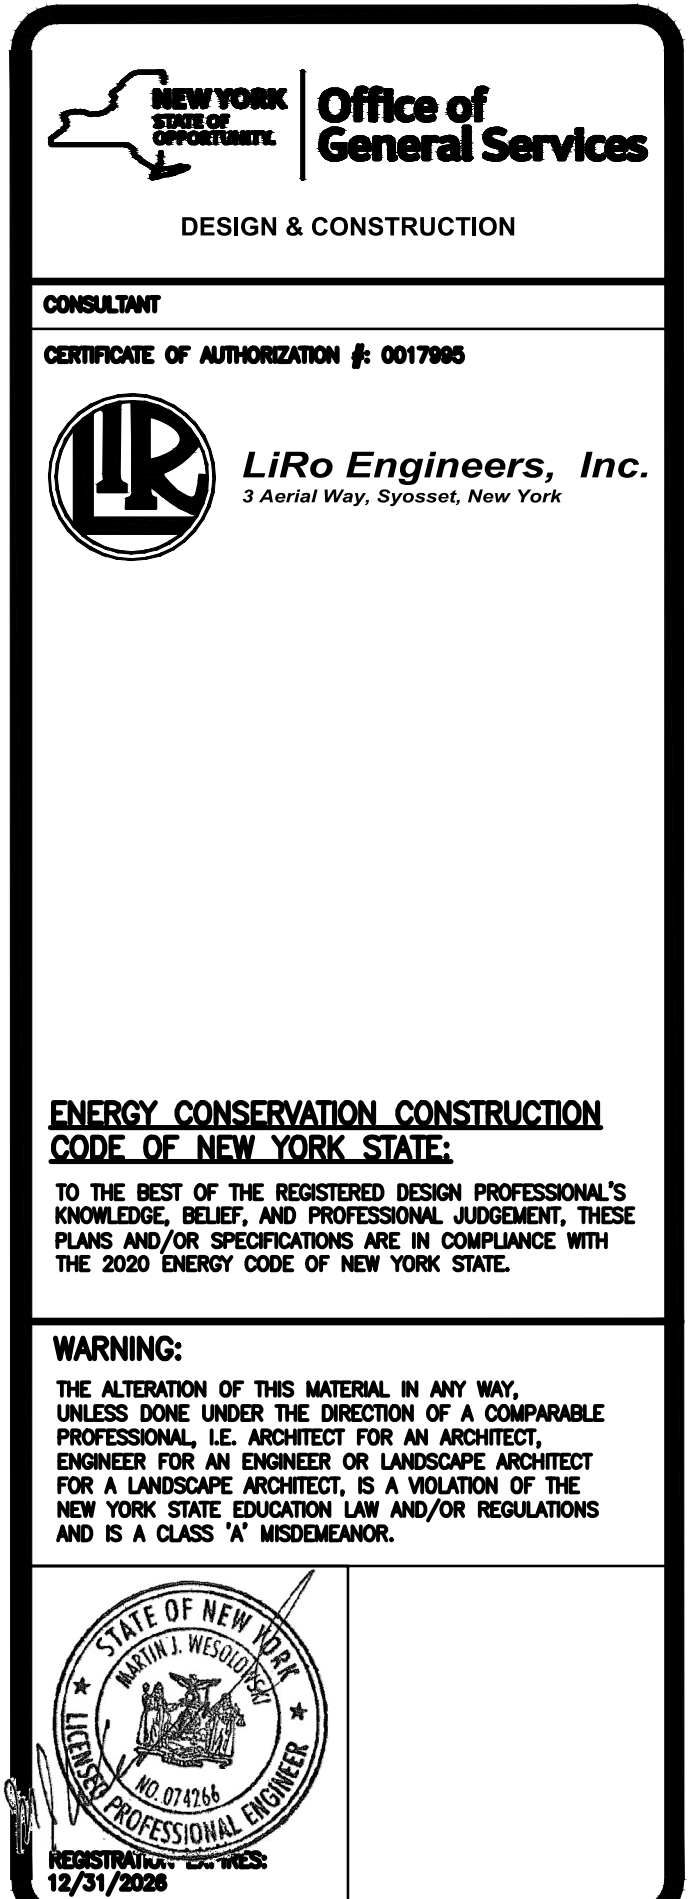 NEW YORK
STATE OF
OPPORTUNITY.
Office of
General Services
DESIGN & CONSTRUCTION
CONSULTANT
CERTIFICATE OF AUTHORIZATION #: 0017995
LIR
LiRo Engineers, Inc.
3 Aerial Way, Syosset, New York
ENERGY CONSERVATION CONSTRUCTION
CODE OF NEW YORK STATE:
TO THE BEST OF THE REGISTERED DESIGN PROFESSIONAL'S
KNOWLEDGE, BELIEF, AND PROFESSIONAL JUDGEMENT, THESE
PLANS AND/OR SPECIFICATIONS ARE IN COMPLIANCE WITH
THE 2020 ENERGY CODE OF NEW YORK STATE.
WARNING:
THE ALTERATION OF THIS MATERIAL IN ANY WAY,
UNLESS DONE UNDER THE DIRECTION OF A COMPARABLE
PROFESSIONAL, I.E. ARCHITECT FOR AN ARCHITECT,
ENGINEER FOR AN ENGINEER OR LANDSCAPE ARCHITECT
FOR A LANDSCAPE ARCHITECT, IS A VIOLATION OF THE
NEW YORK STATE EDUCATION LAW AND/OR REGULATIONS
AND IS A CLASS 'A' MISDEMEANOR.
STATE OF NEW YORK
MARTIN J. WESOLOWSKI
NO. 074266
LICENSED PROFESSIONAL ENGINEER
REGISTRATION EXPIRES:
12/31/2026